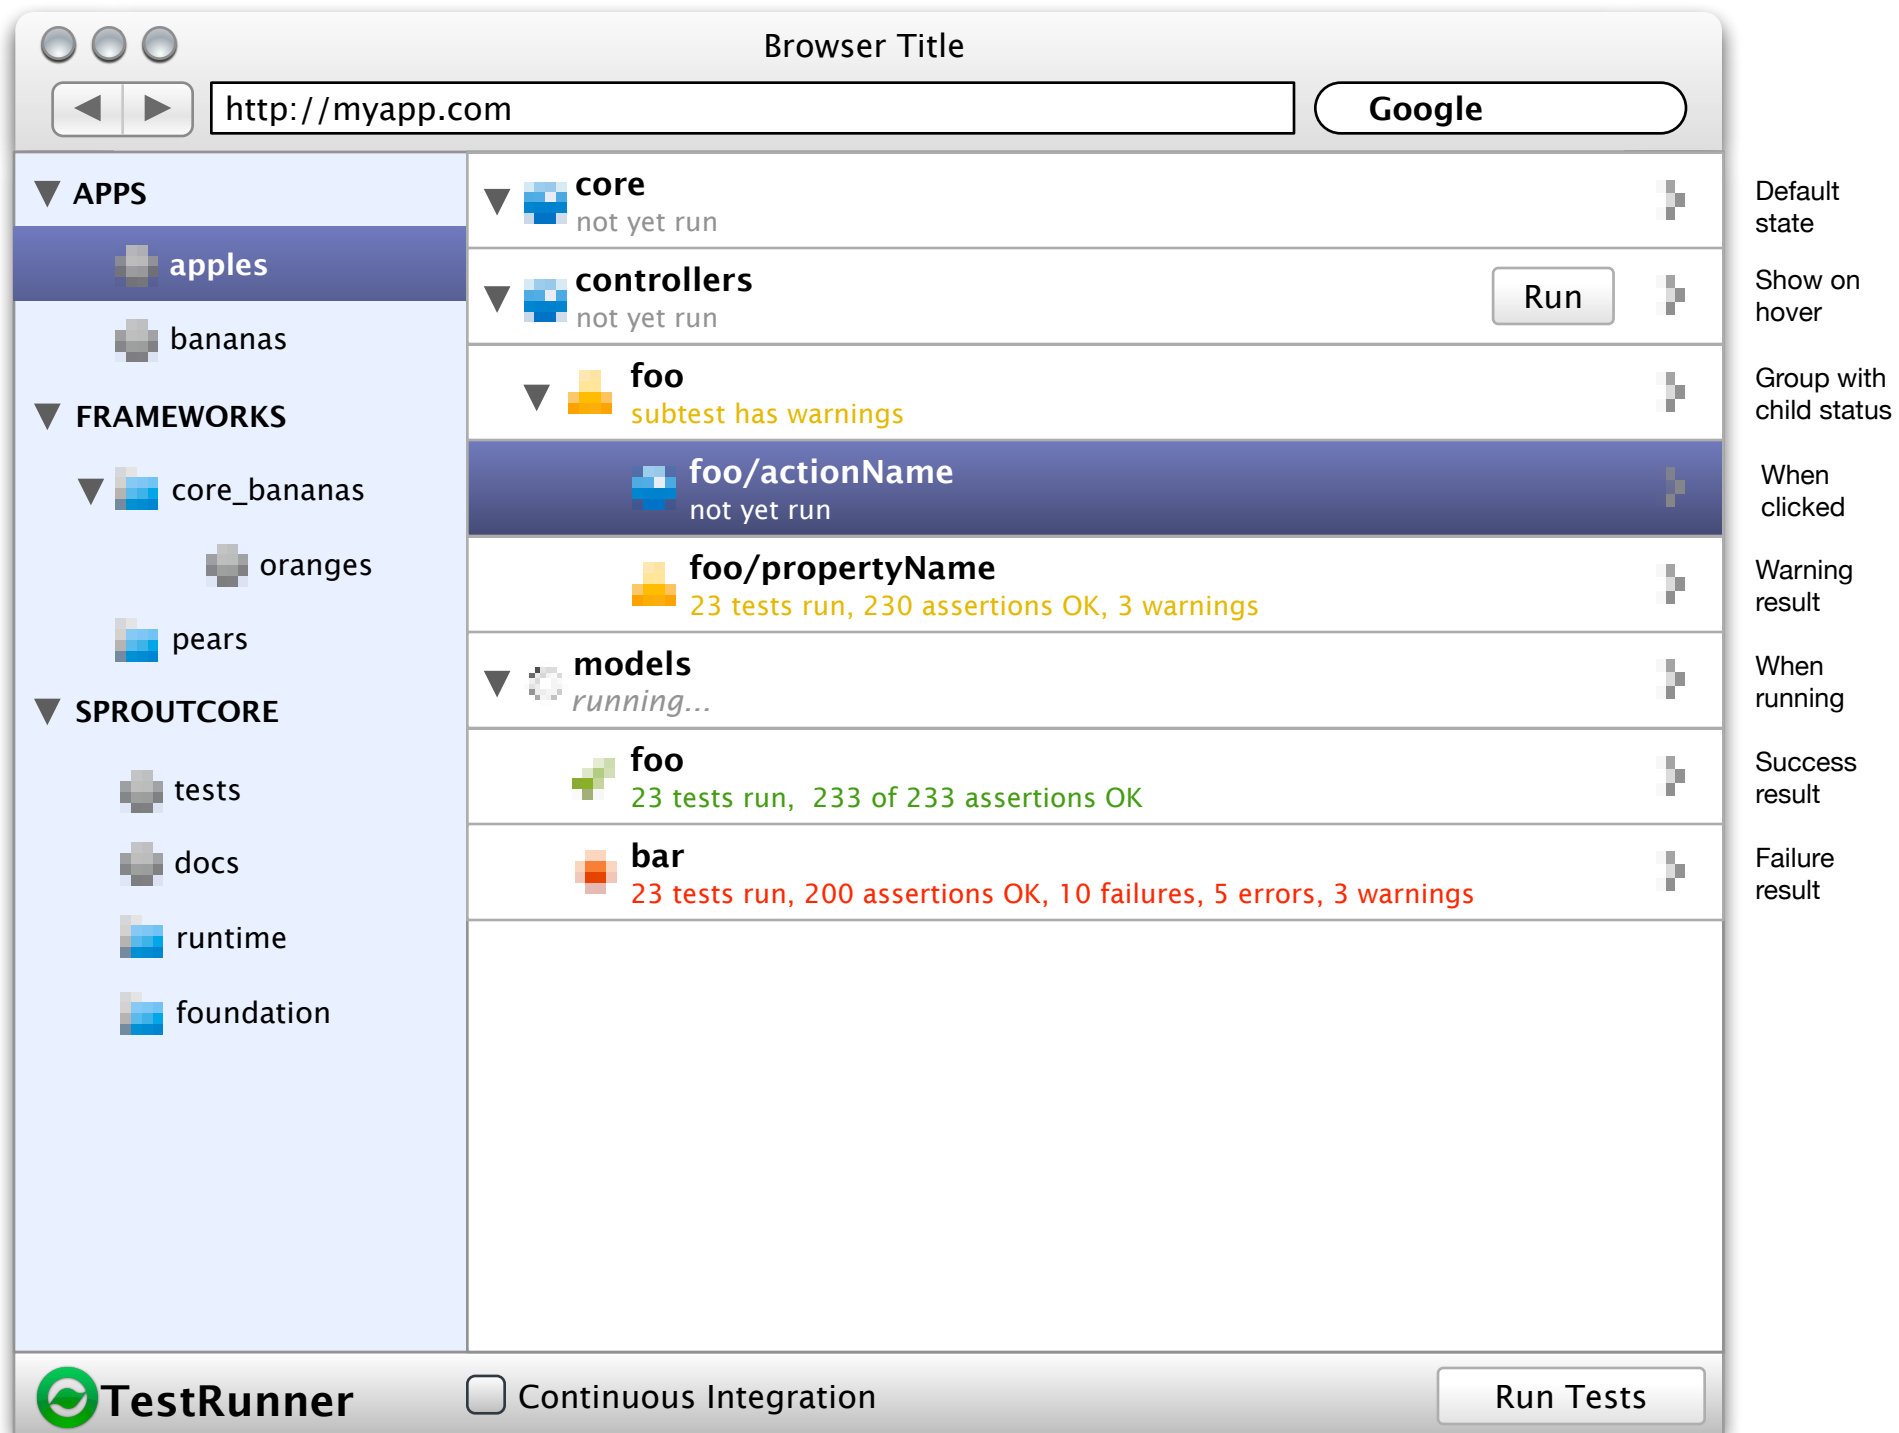 Browser Title
http://myapp.com
Google
APPS
apples
bananas
FRAMEWORKS
core_bananas
oranges
pears
SPROUTCORE
tests
docs
runtime
foundation
core
not yet run
controllers
not yet run
Run
foo
subtest has warnings
foo/actionName
not yet run
foo/propertyName
23 tests run, 230 assertions OK, 3 warnings
models
running...
foo
23 tests run, 233 of 233 assertions OK
bar
23 tests run, 200 assertions OK, 10 failures, 5 errors, 3 warnings
Default
state
Show on
hover
Group with
child status
When
clicked
Warning
result
When
running
Success
result
Failure
result
TestRunner
Continuous Integration
Run Tests